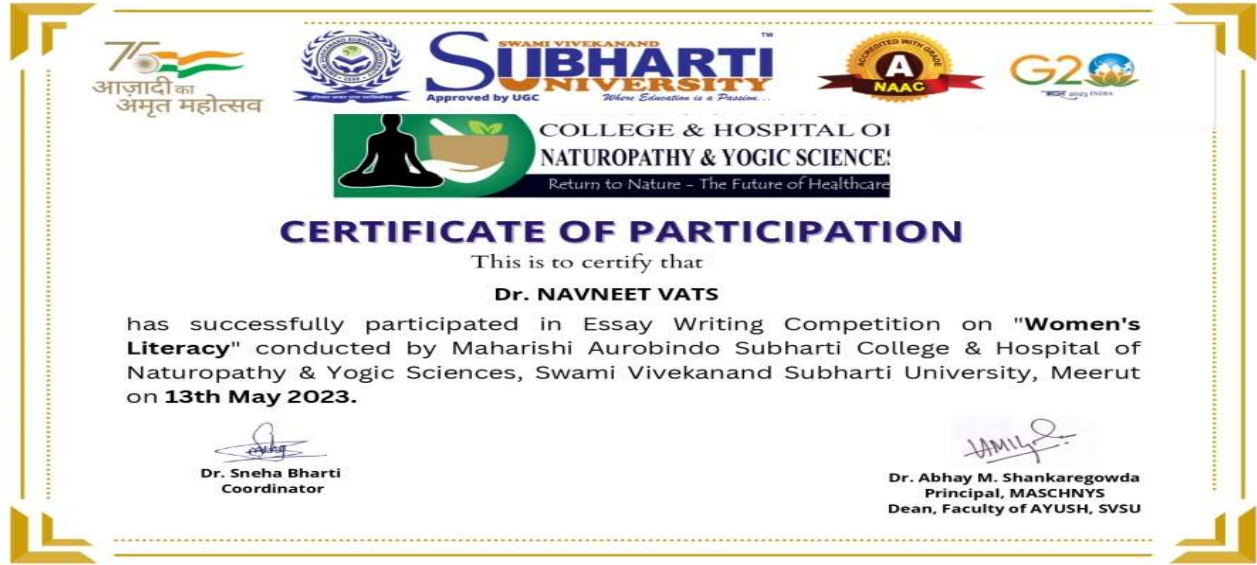 75
आज़ादी का
अमृत महोत्सव
SWAMI VIVEKANAND
SUBHARTI
UNIVERSITY
TM
Approved by UGC
Where Education is a Passion...
ACCREDITED WITH GRADE
A
NAAC
G20
2023 INDIA
COLLEGE & HOSPITAL OF
NATUROPATHY & YOGIC SCIENCES
Return to Nature - The Future of Healthcare
CERTIFICATE OF PARTICIPATION
This is to certify that
Dr. NAVNEET VATS
has successfully participated in Essay Writing Competition on "Women's
Literacy" conducted by Maharishi Aurobindo Subharti College & Hospital of
Naturopathy & Yogic Sciences, Swami Vivekanand Subharti University, Meerut
on 13th May 2023.
Dr. Sneha Bharti
Coordinator
Dr. Abhay M. Shankaregowda
Principal, MASCHNYS
Dean, Faculty of AYUSH, SVSU